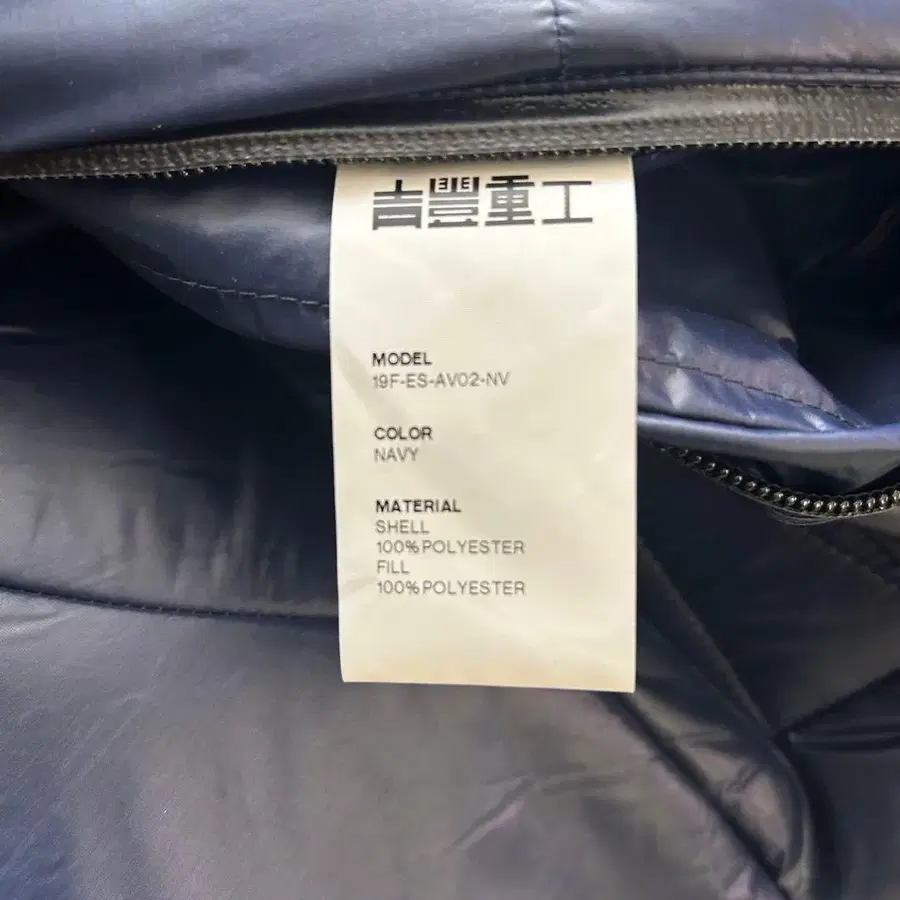 吉豐重工
MODEL
19F-ES-AV02-NV
COLOR
NAVY
MATERIAL
SHELL
100%POLYESTER
FILL
100%POLYESTER